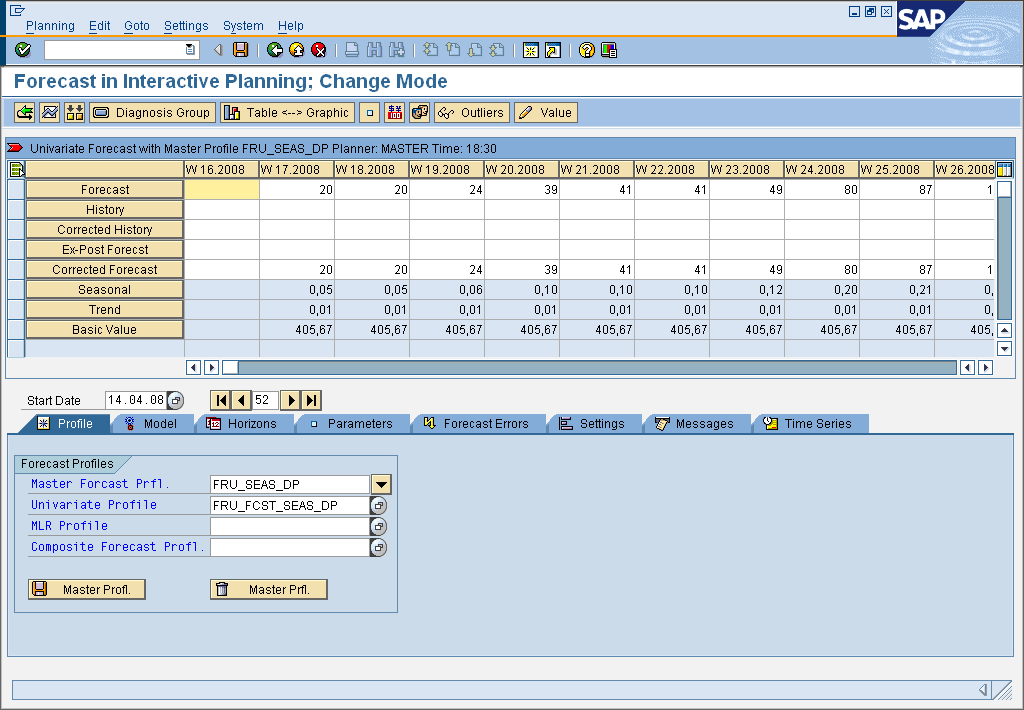 Planning Edit Goto Settings System Help
SAP
Forecast in Interactive Planning; Change Mode
Diagnosis Group Table <--> Graphic Outliers Value
Univariate Forecast with Master Profile FRU_SEAS_DP Planner: MASTER Time: 18:30
W 16.2008 W 17.2008 W 18.2008 W 19.2008 W 20.2008 W 21.2008 W 22.2008 W 23.2008 W 24.2008 W 25.2008 W 26.2008
Forecast 20 20 24 39 41 41 49 80 87 1
History
Corrected History
Ex-Post Forecst
Corrected Forecast 20 20 24 39 41 41 49 80 87 1
Seasonal 0,05 0,05 0,06 0,10 0,10 0,10 0,12 0,20 0,21 0,
Trend 0,01 0,01 0,01 0,01 0,01 0,01 0,01 0,01 0,01 0,
Basic Value 405,67 405,67 405,67 405,67 405,67 405,67 405,67 405,67 405,67 405,
Start Date 14.04.08 52
Profile Model Horizons Parameters Forecast Errors Settings Messages Time Series
Forecast Profiles
Master Forcast Prfl. FRU_SEAS_DP
Univariate Profile FRU_FCST_SEAS_DP
MLR Profile
Composite Forecast Profl.
Master Profl. Master Prfl.